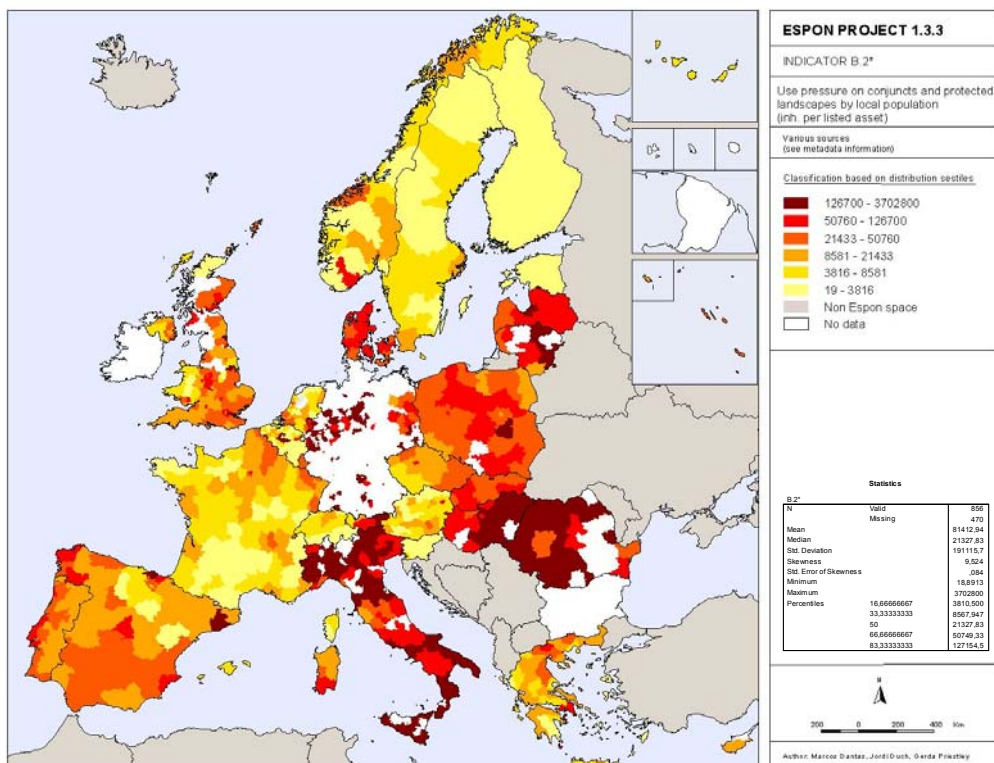 ESPON PROJECT 1.3.3
INDICATOR B.2*
Use pressure on conjuncts and protected
landscapes by local population
(inh. per listed asset)
Various sources
(see metadata information)
Classification based on distribution sestiles
126700 - 3702800
50760 - 126700
21433 - 50760
8581 - 21433
3816 - 8581
19 - 3816
Non Espon space
No data
Statistics
B.2*
N Valid 856
Missing 470
Mean 81412,94
Median 21327,83
Std. Deviation 191115,7
Skewness 9,524
Std. Error of Skewness ,084
Minimum 18,8913
Maximum 3702800
Percentiles 16,66666667 3810,500
33,33333333 8567,947
50 21327,83
66,66666667 50749,33
83,33333333 127154,5
N
200 0 200 400 Km
Author: Marcos Dantas, Jordi Duch, Gerda Priestley